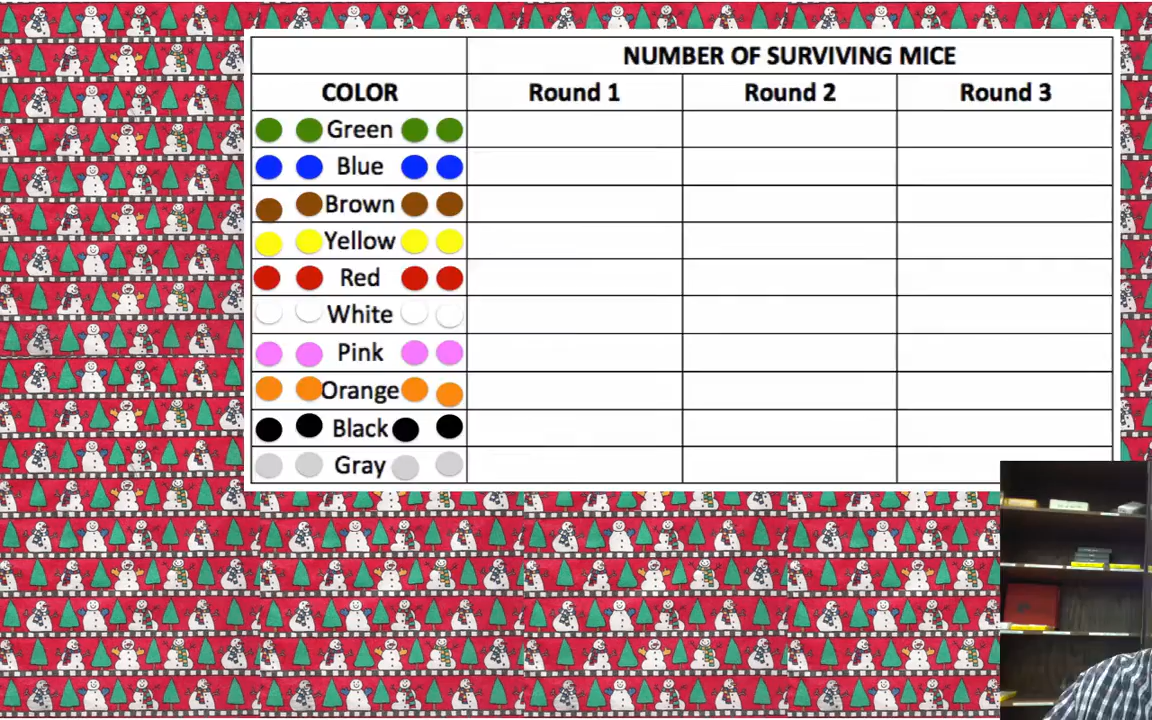 NUMBER OF SURVIVING MICE
COLOR Round 1 Round 2 Round 3
Green
Blue
Brown
Yellow
Red
White
Pink
Orange
Black
Gray